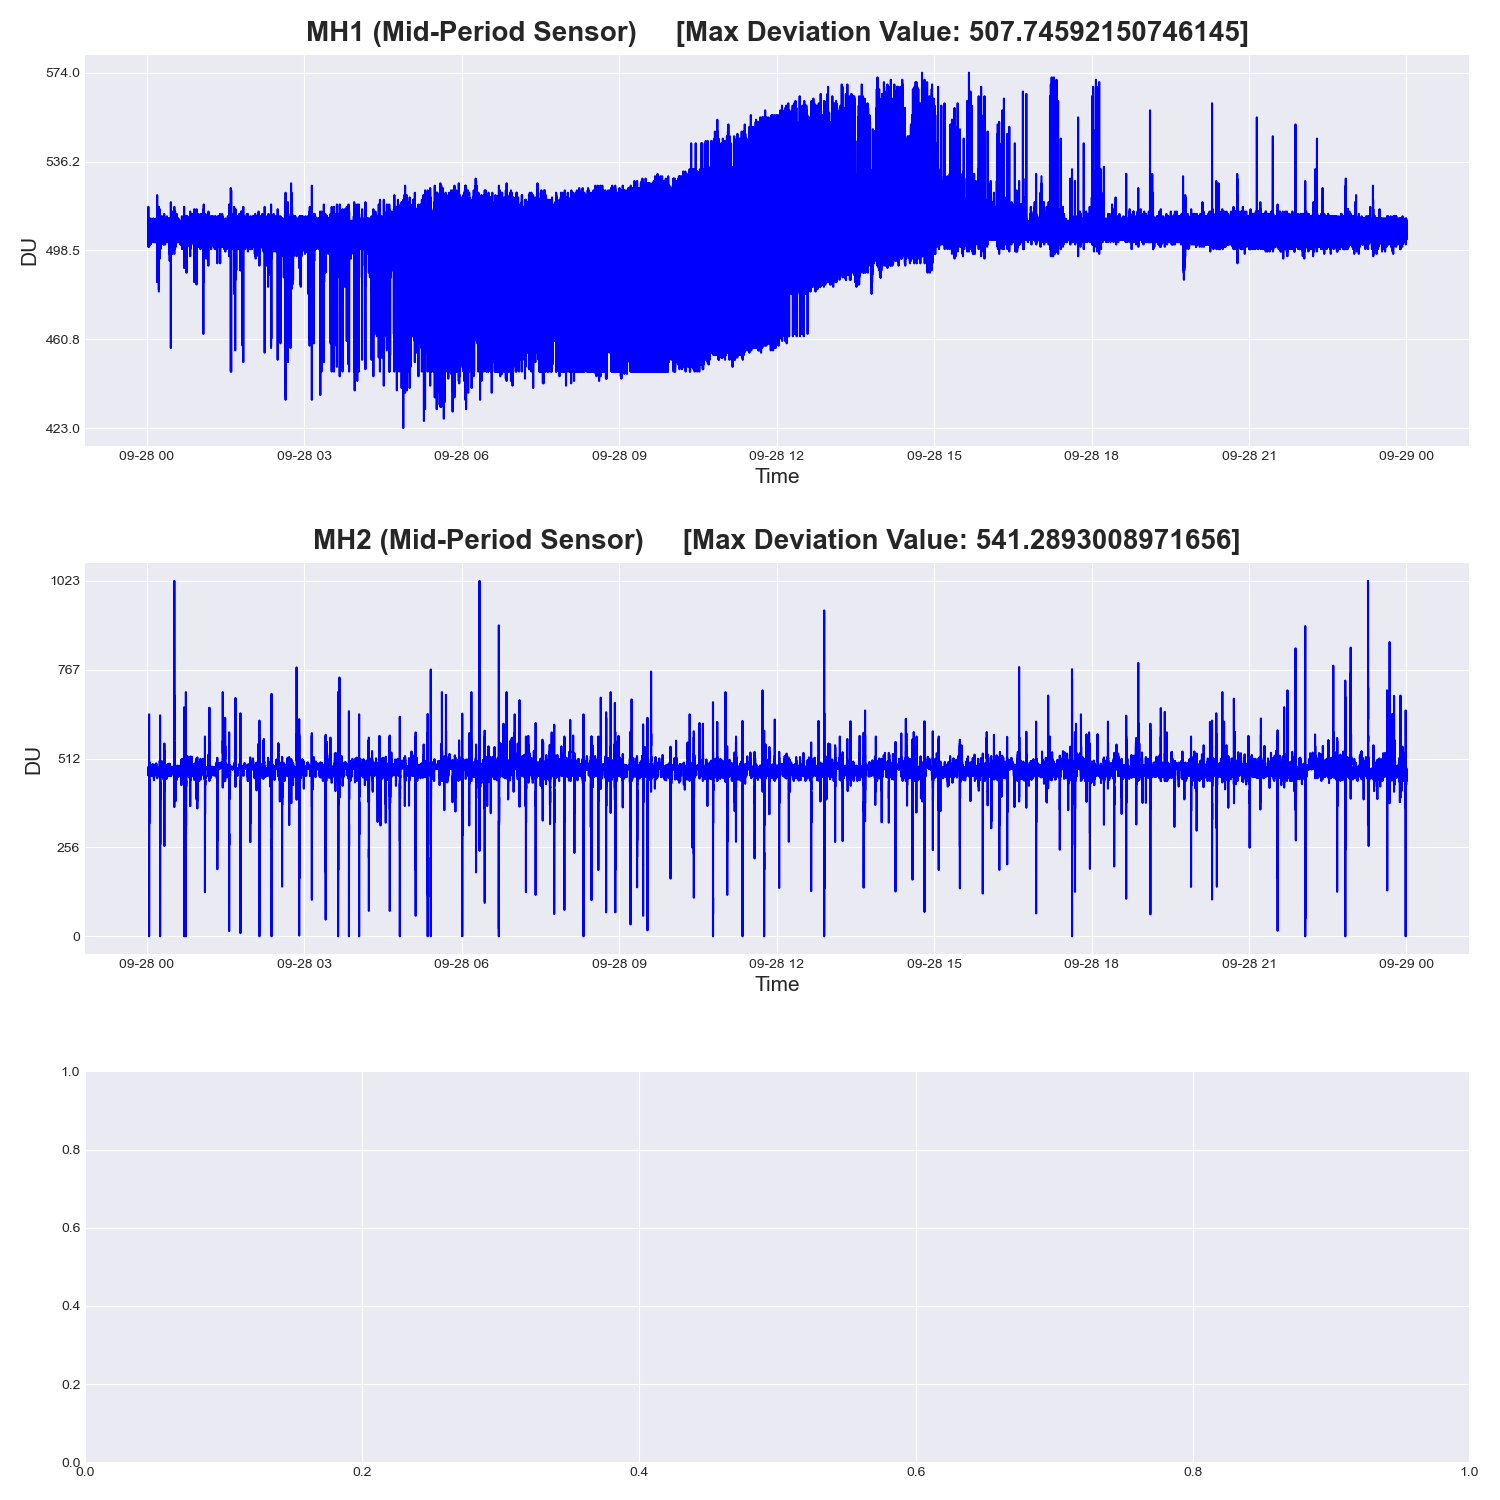 MH1 (Mid-Period Sensor) [Max Deviation Value: 507.74592150746145]
574.0
536.2
498.5
460.8
423.0
DU
09-28 00 09-28 03 09-28 06 09-28 09 09-28 12 09-28 15 09-28 18 09-28 21 09-29 00
Time
MH2 (Mid-Period Sensor) [Max Deviation Value: 541.2893008971656]
1023
767
512
256
0
DU
09-28 00 09-28 03 09-28 06 09-28 09 09-28 12 09-28 15 09-28 18 09-28 21 09-29 00
Time
1.0
0.8
0.6
0.4
0.2
0.0
0.0 0.2 0.4 0.6 0.8 1.0